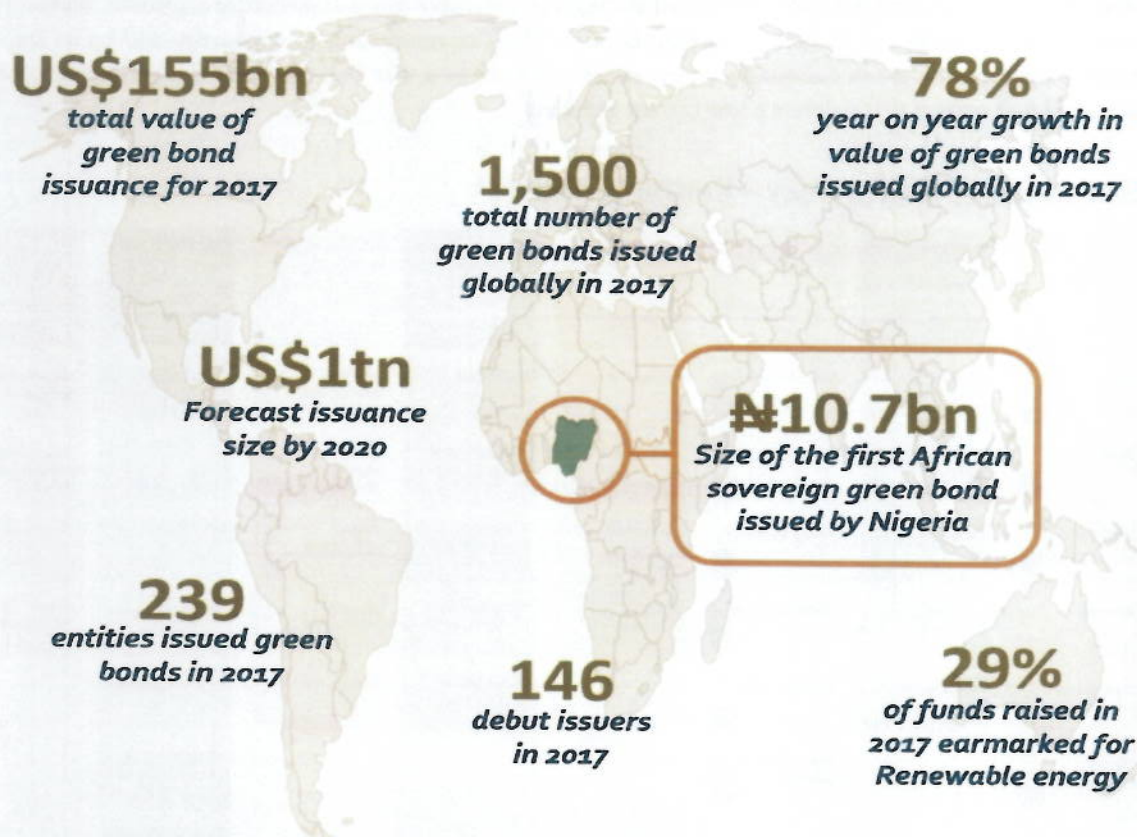 US$155bn
total value of
green bond
issuance for 2017
78%
year on year growth in
value of green bonds
issued globally in 2017
1,500
total number of
green bonds issued
globally in 2017
US$1tn
Forecast issuance
size by 2020
₦10.7bn
Size of the first African
sovereign green bond
issued by Nigeria
239
entities issued green
bonds in 2017
146
debut issuers
in 2017
29%
of funds raised in
2017 earmarked for
Renewable energy